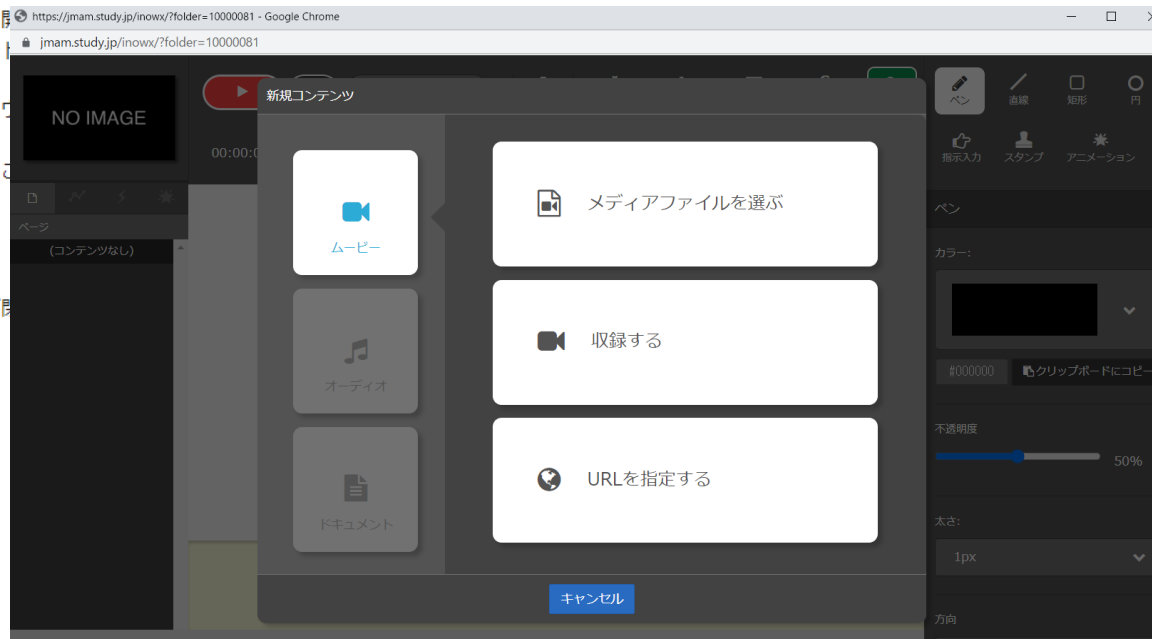 https://jmam.study.jp/inowx/?folder=10000081 - Google Chrome
jmam.study.jp/inowx/?folder=10000081
NO IMAGE
00:00:0
ページ
(コンテンツなし)
新規コンテンツ
ムービー
オーディオ
ドキュメント
メディアファイルを選ぶ
収録する
URLを指定する
キャンセル
ペン
直線
矩形
円
指示入力
スタンプ
アニメーション
ペン
カラー:
#000000
クリップボードにコピー
不透明度
50%
太さ:
1px
方向